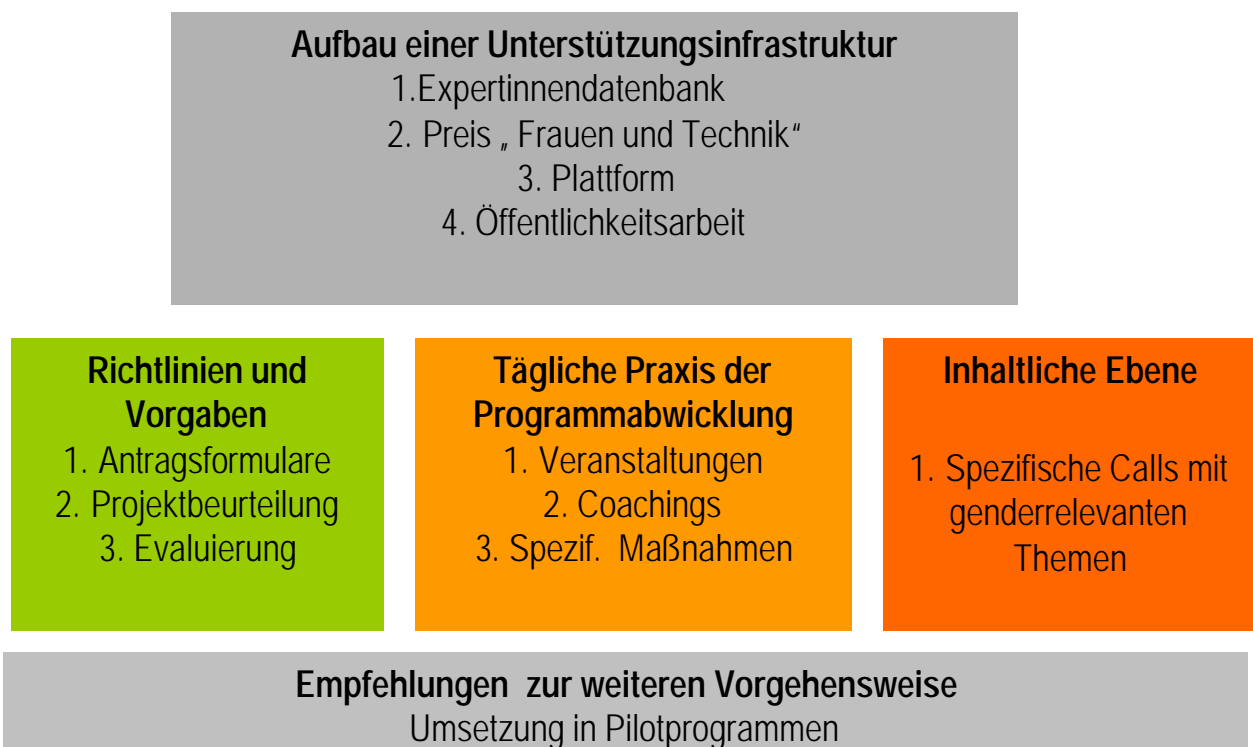 Aufbau einer Unterstützungsinfrastruktur
1.Expertinnendatenbank
2. Preis „ Frauen und Technik“
3. Plattform
4. Öffentlichkeitsarbeit
Richtlinien und
Vorgaben
1. Antragsformulare
2. Projektbeurteilung
3. Evaluierung
Tägliche Praxis der
Programmabwicklung
1. Veranstaltungen
2. Coachings
3. Spezif. Maßnahmen
Inhaltliche Ebene
1. Spezifische Calls mit
genderrelevanten
Themen
Empfehlungen zur weiteren Vorgehensweise
Umsetzung in Pilotprogrammen